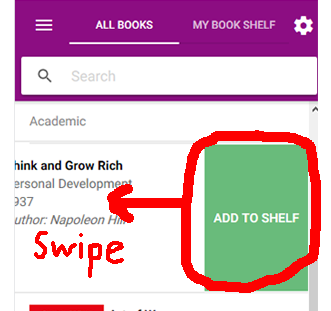 ALL BOOKS MY BOOK SHELF
Search
Academic
hink and Grow Rich
ersonal Development
937
uthor: Napoleon Hil
ADD TO SHELF
Swipe